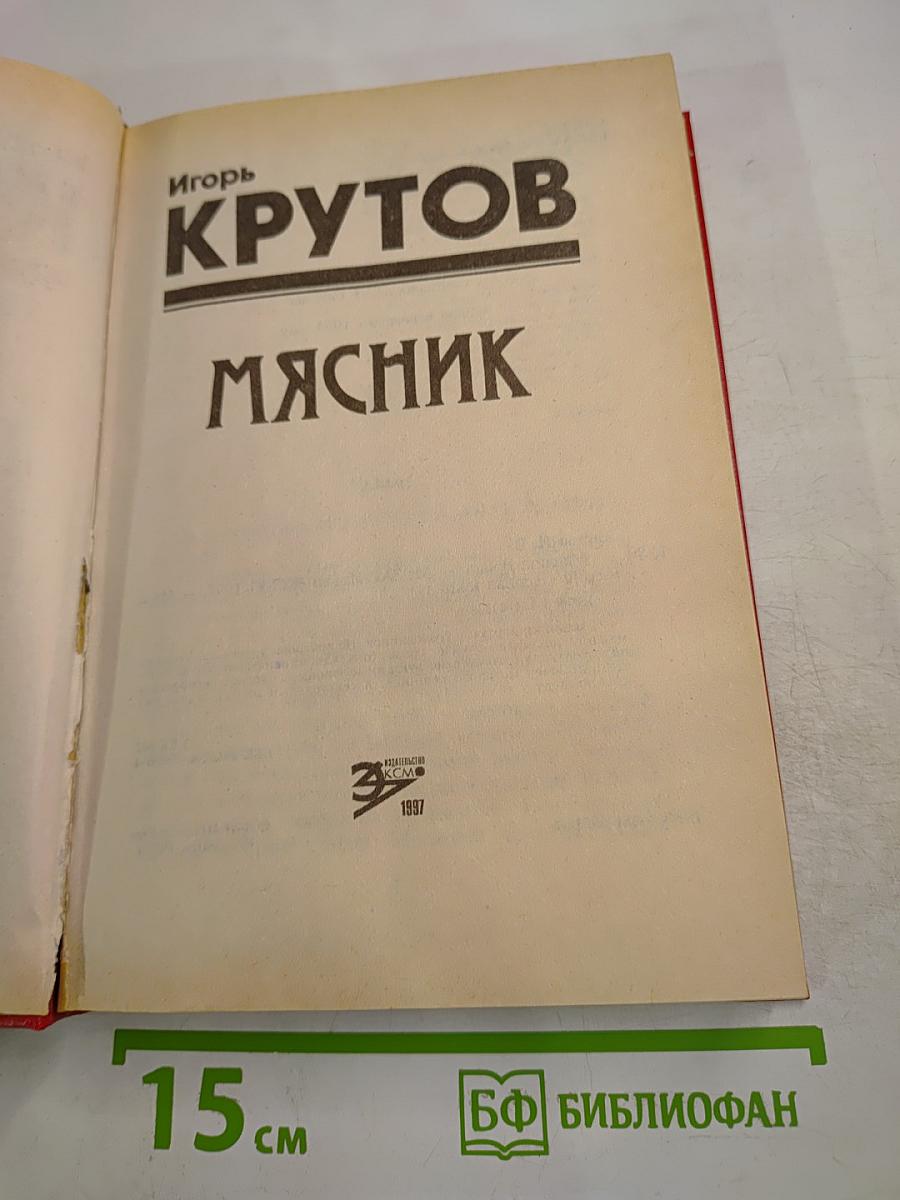 Игорь
КРУТОВ
МЯСНИК
ИЗДАТЕЛЬСТВО
ЭКСМО
1997
15 см
БФ БИБЛИОФАН